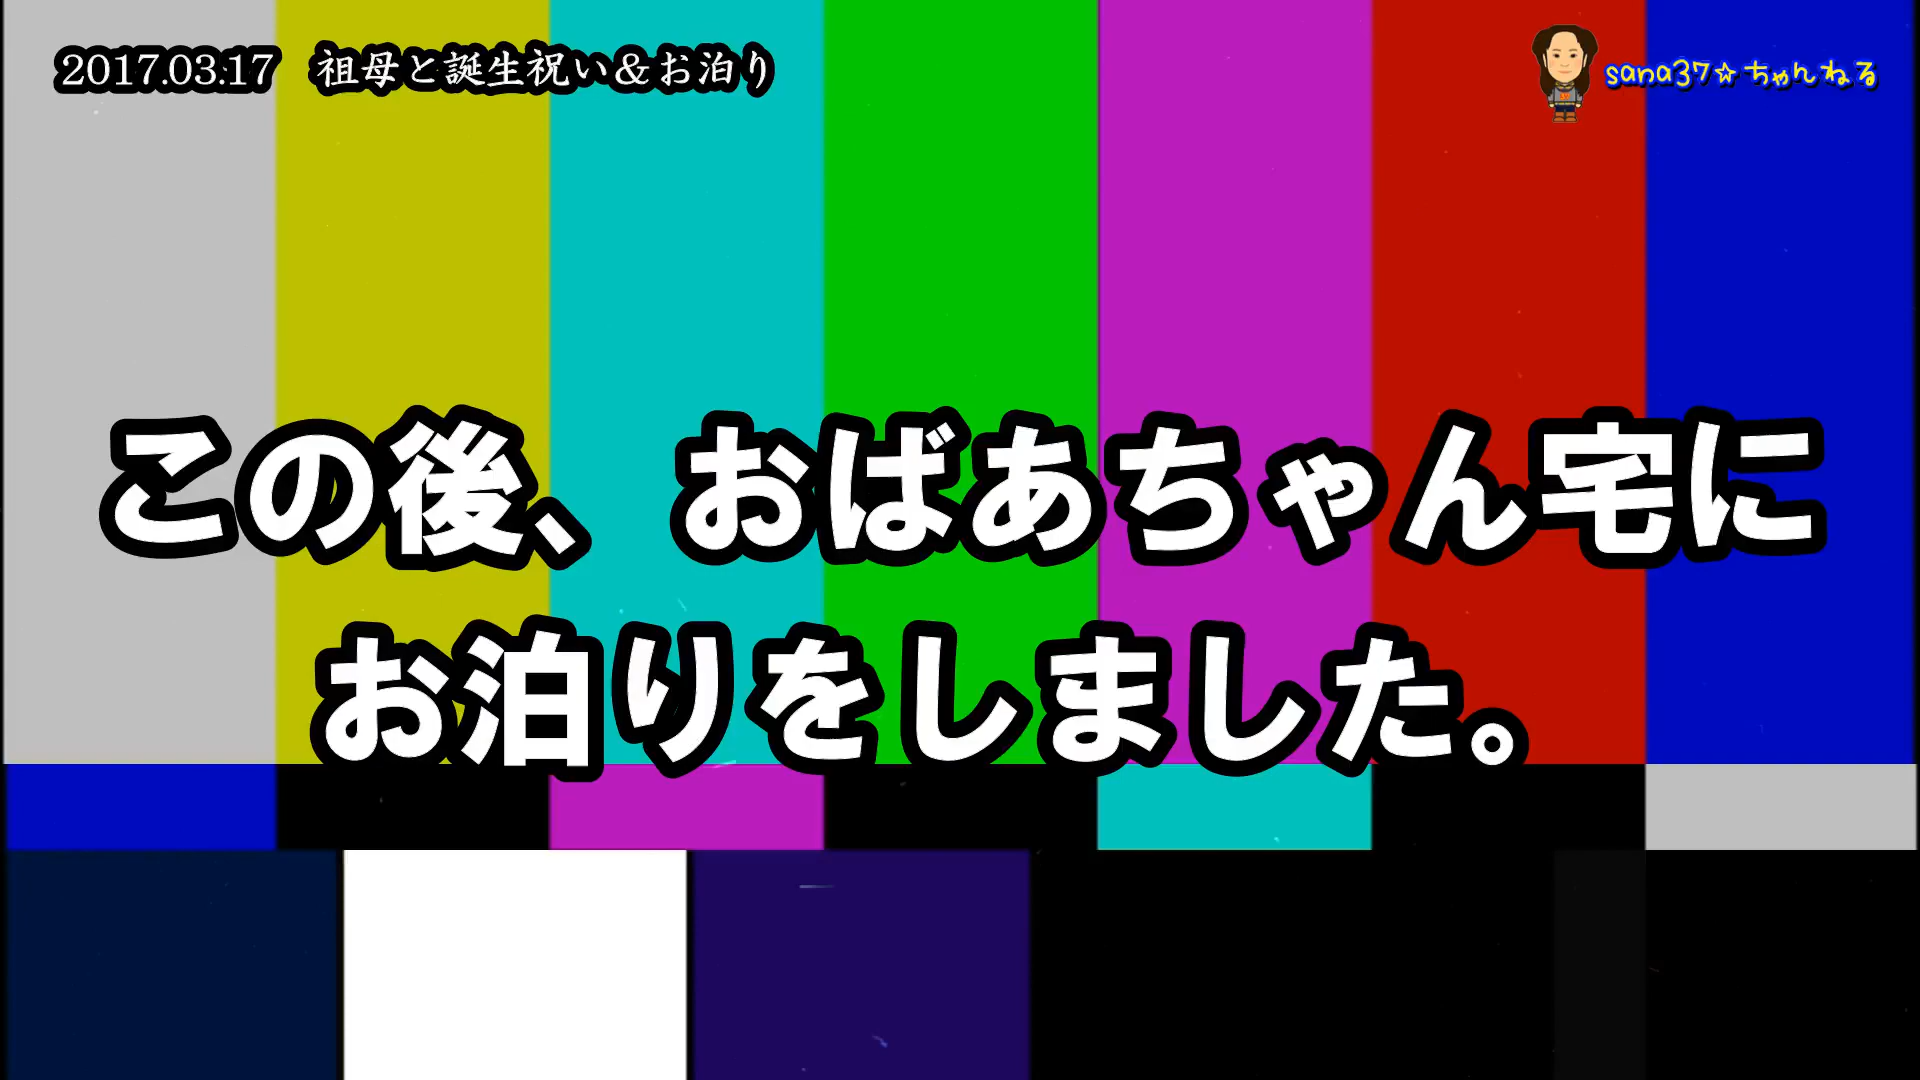 2017.03.17　祖母と誕生祝い＆お泊り
sana37☆ちゃんねる
この後、おばあちゃん宅に
お泊りをしました。